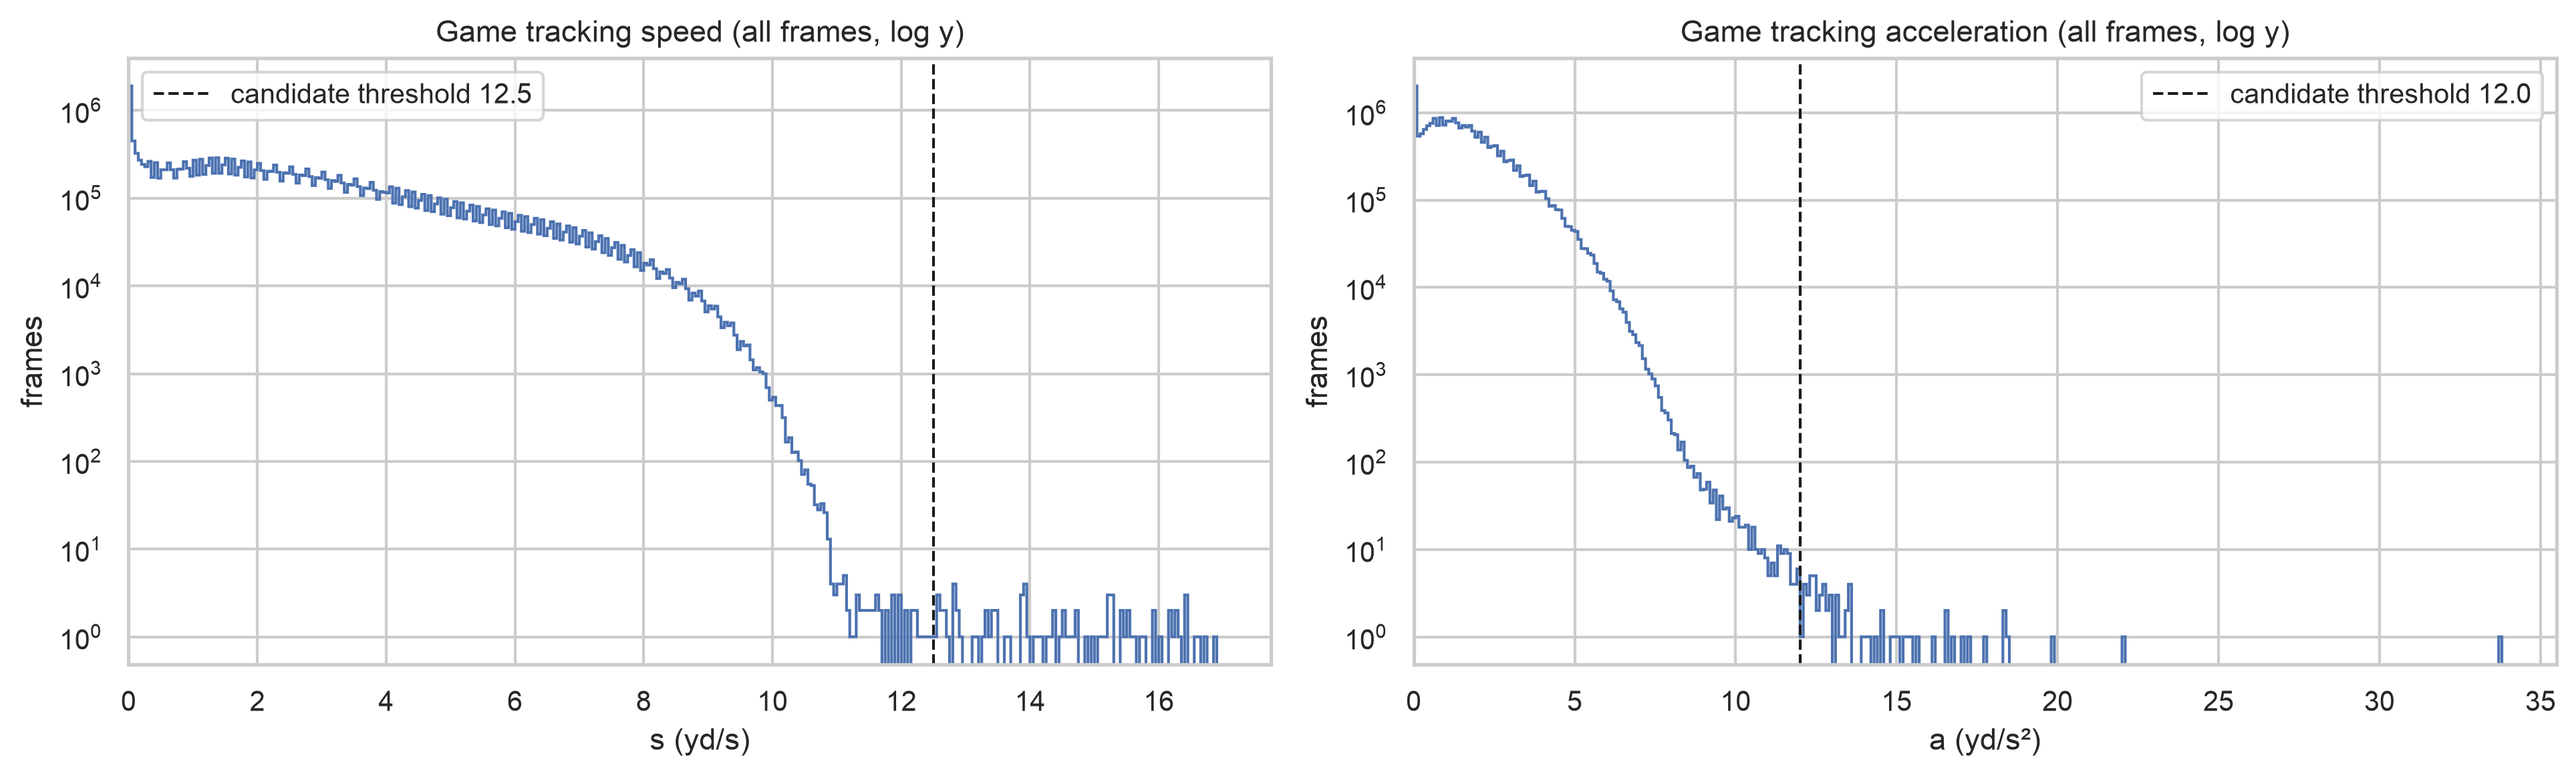 Game tracking speed (all frames, log y)
candidate threshold 12.5
10⁶
10⁵
10⁴
10³
10²
10¹
10⁰
frames
0 2 4 6 8 10 12 14 16
s (yd/s)
Game tracking acceleration (all frames, log y)
candidate threshold 12.0
10⁶
10⁵
10⁴
10³
10²
10¹
10⁰
frames
0 5 10 15 20 25 30 35
a (yd/s²)